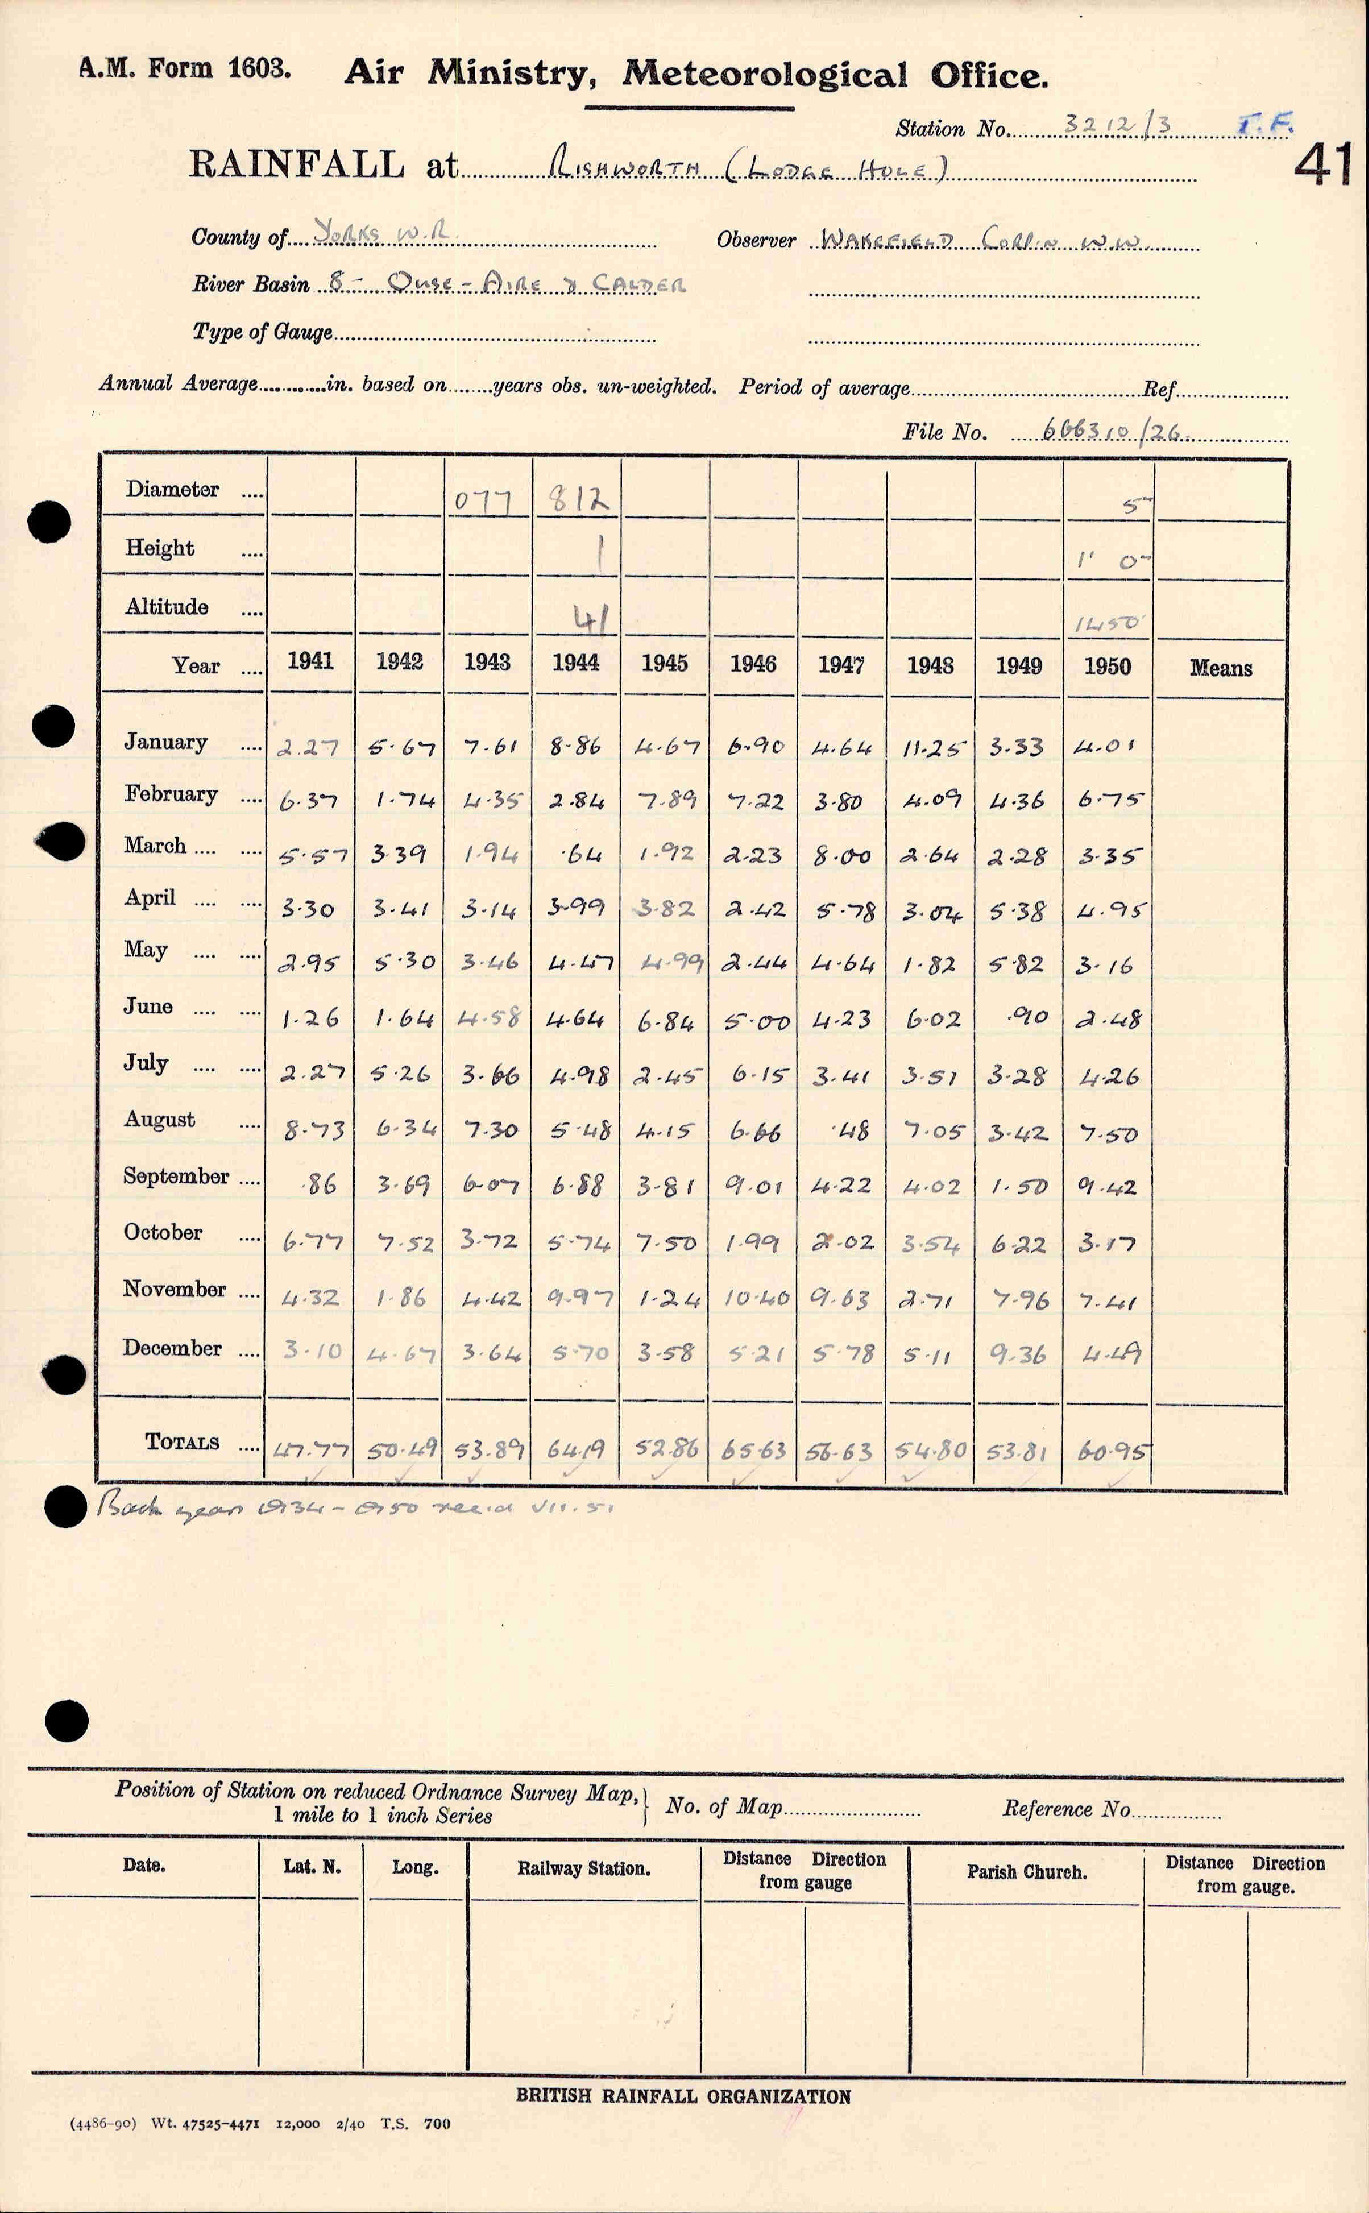 A.M. Form 1603. Air Ministry, Meteorological Office.
Station No. 3212/3 T.F.
41
RAINFALL at RISHWORTH (LODGE HOLE)
County of YORKS W.R. Observer WAKEFIELD CORP.N W.W.
River Basin 8 - OUSE - AIRE & CALDER
Type of Gauge
Annual Average in. based on years obs. un-weighted. Period of average Ref.
File No. 666310/26
Diameter .... 077 812 5"
Height .... 1 1' 0"
Altitude .... 41 1450'
Year .... 1941 1942 1943 1944 1945 1946 1947 1948 1949 1950 Means
January .... 2.27 5.67 7.61 8.86 4.67 6.90 4.64 11.25 3.33 4.01
February .... 6.37 1.74 4.35 2.84 7.89 7.22 3.80 4.09 4.36 6.75
March .... .... 5.57 3.39 1.94 .64 1.92 2.23 8.00 2.64 2.28 3.35
April .... .... 3.30 3.41 3.14 3.99 3.82 2.42 5.78 3.04 5.38 4.95
May .... .... 2.95 5.30 3.46 4.47 4.99 2.44 4.64 1.82 5.82 3.16
June .... .... 1.26 1.64 4.58 4.64 6.84 5.00 4.23 6.02 .90 2.48
July .... .... 2.27 5.26 3.66 4.98 2.45 6.15 3.41 3.51 3.28 4.26
August .... 8.73 6.34 7.30 5.48 4.15 6.66 .48 7.05 3.42 7.50
September .... .86 3.69 6.07 6.88 3.81 9.01 4.22 4.02 1.50 9.42
October .... 6.77 7.52 3.72 5.74 7.50 1.99 2.02 3.54 6.22 3.17
November .... 4.32 1.86 4.42 9.97 1.24 10.40 9.63 2.71 7.96 7.41
December .... 3.10 4.67 3.64 5.70 3.58 5.21 5.78 5.11 9.36 4.49
TOTALS .... 47.77 50.49 53.89 64.19 52.86 65.63 56.63 54.80 53.81 60.95
Back years 1934 - 1950 rec.d VII.51
Position of Station on reduced Ordnance Survey Map, 1 mile to 1 inch Series } No. of Map Reference No.
Date. Lat. N. Long. Railway Station. Distance Direction from gauge Parish Church. Distance Direction from gauge.
BRITISH RAINFALL ORGANIZATION
(4486-90) Wt. 47525-4471 12,000 2/40 T.S. 700